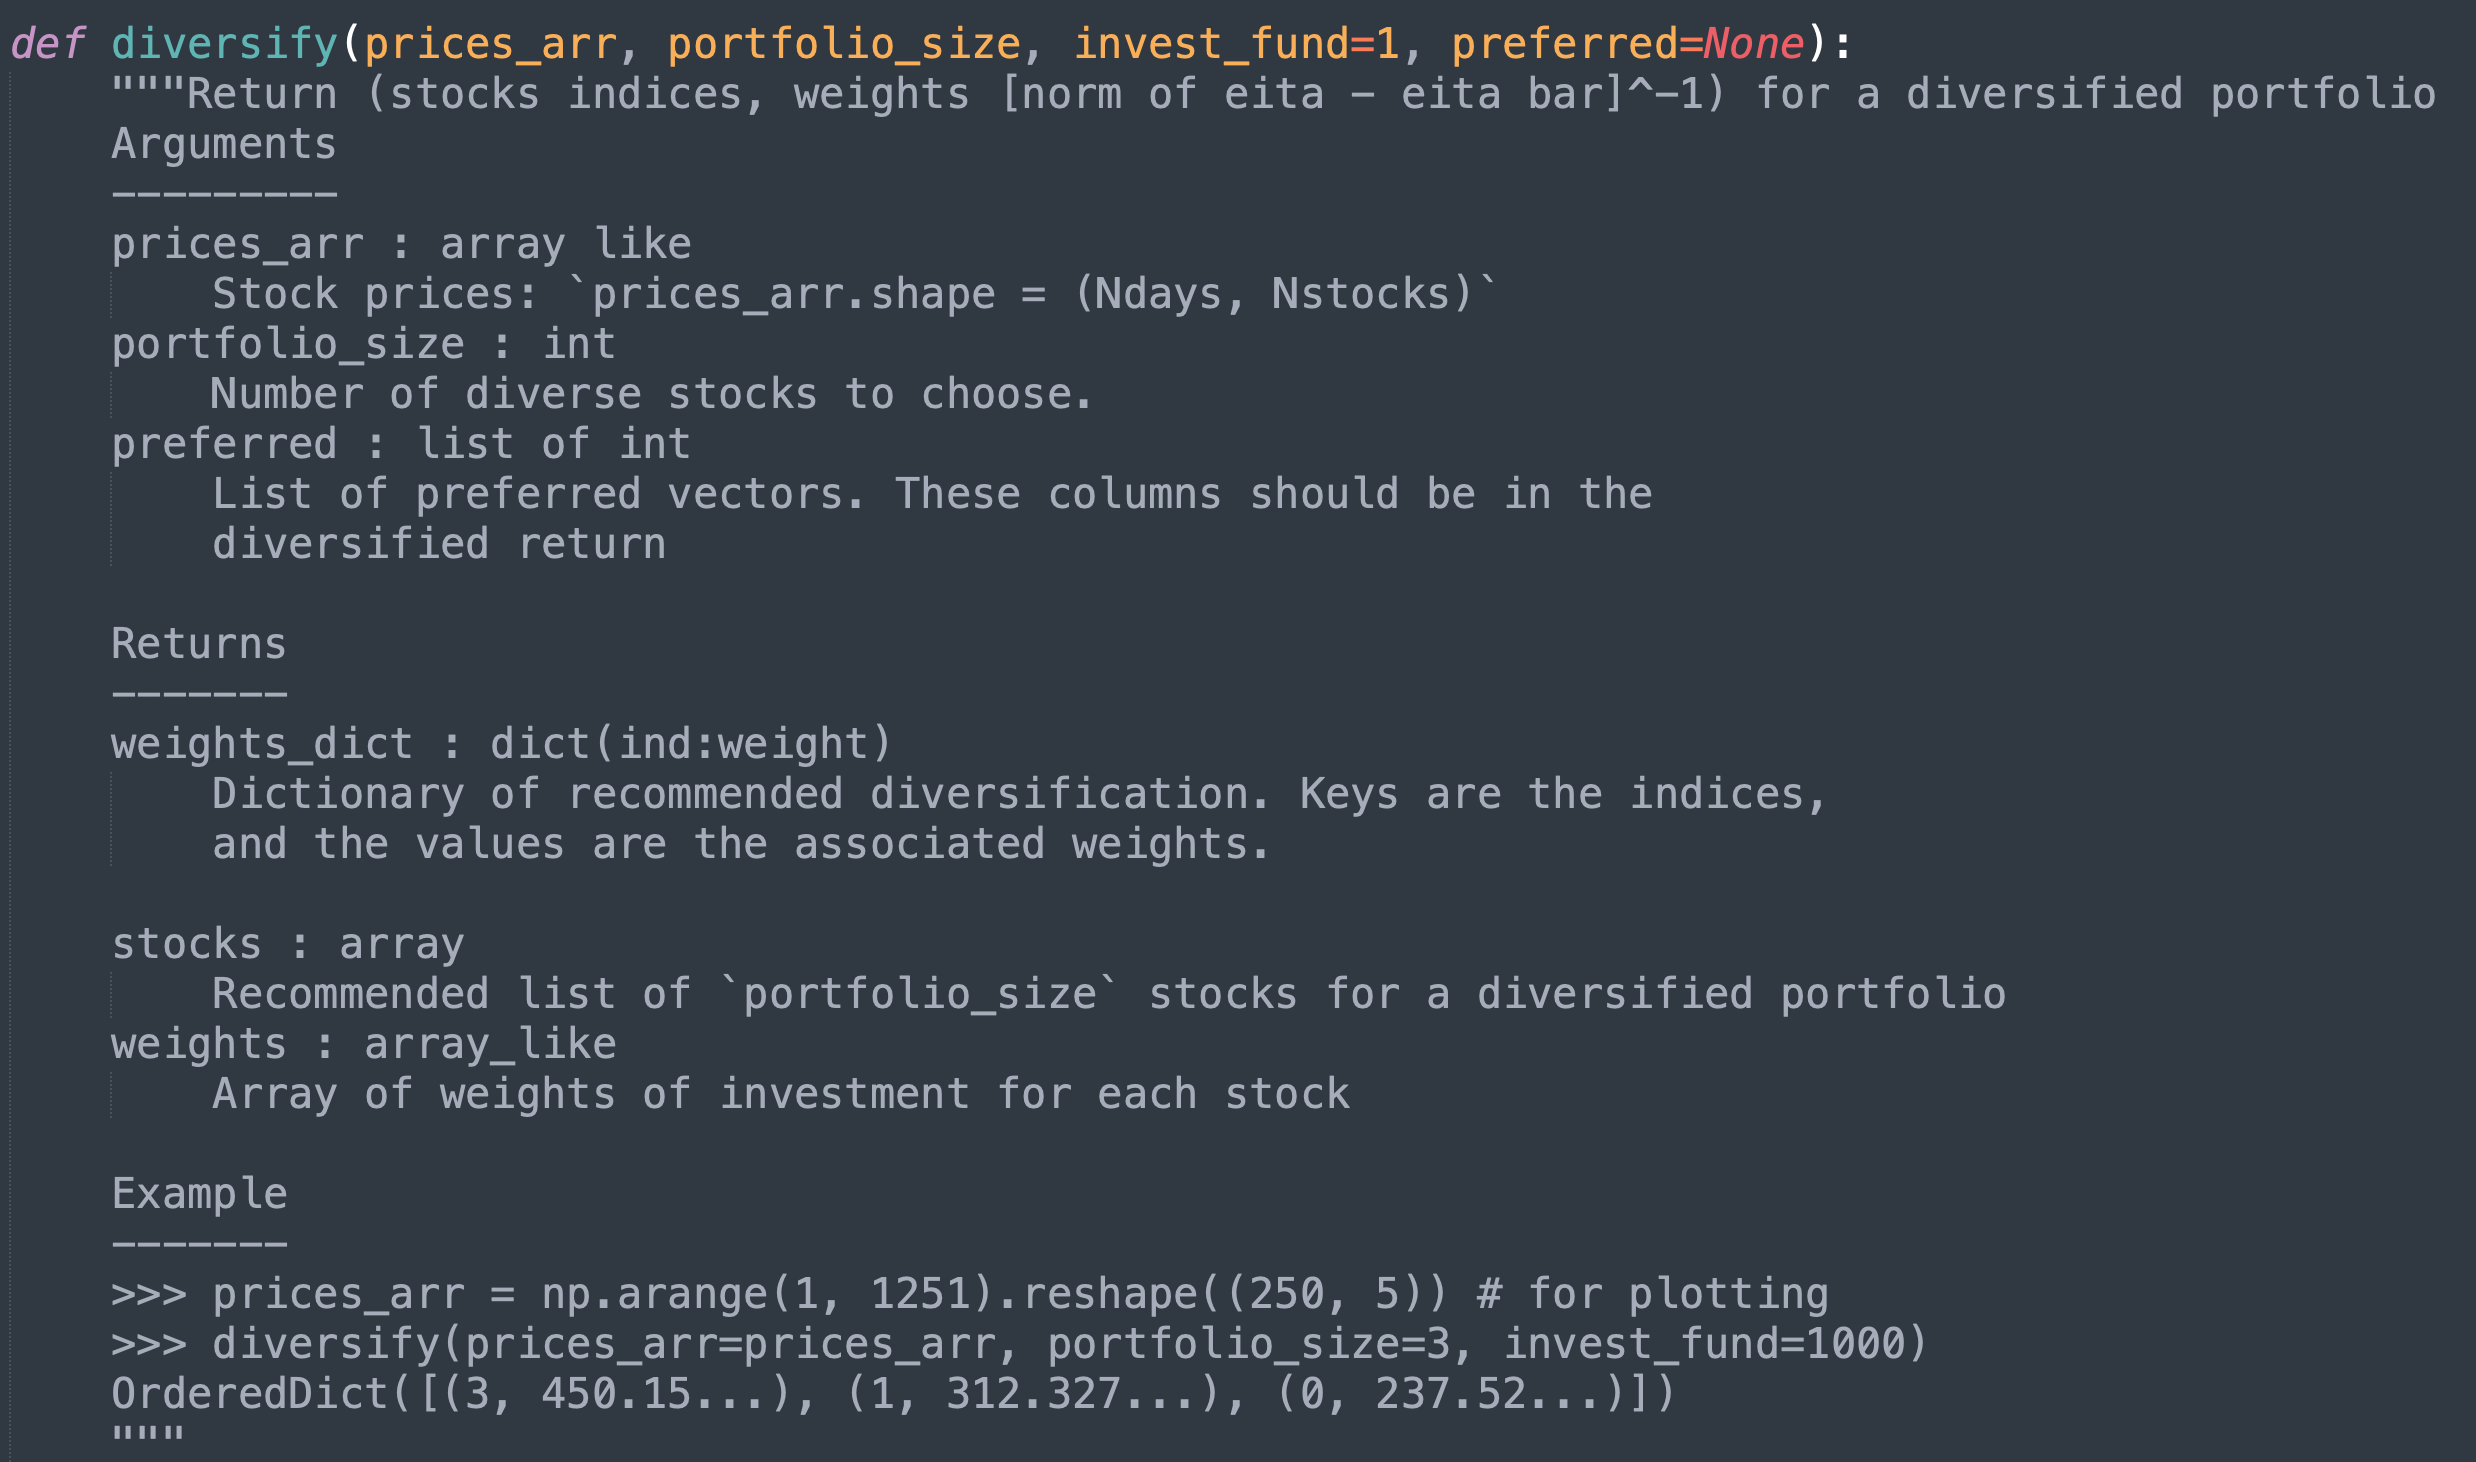 def diversify(prices_arr, portfolio_size, invest_fund=1, preferred=None):
"""Return (stocks indices, weights [norm of eita - eita bar]^-1) for a diversified portfolio
Arguments
---------
prices_arr : array like
Stock prices: `prices_arr.shape = (Ndays, Nstocks)`
portfolio_size : int
Number of diverse stocks to choose.
preferred : list of int
List of preferred vectors. These columns should be in the
diversified return
Returns
-------
weights_dict : dict(ind:weight)
Dictionary of recommended diversification. Keys are the indices,
and the values are the associated weights.
stocks : array
Recommended list of `portfolio_size` stocks for a diversified portfolio
weights : array_like
Array of weights of investment for each stock
Example
-------
>>> prices_arr = np.arange(1, 1251).reshape((250, 5)) # for plotting
>>> diversify(prices_arr=prices_arr, portfolio_size=3, invest_fund=1000)
OrderedDict([(3, 450.15...), (1, 312.327...), (0, 237.52...)])
"""